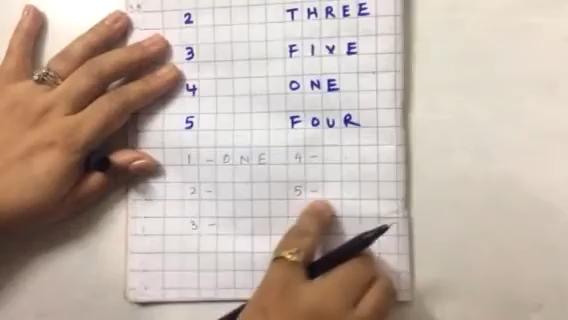 2 THREE
3 FIVE
4 ONE
5 FOUR
1 - ONE 4 -
2 - 5 -
3 -